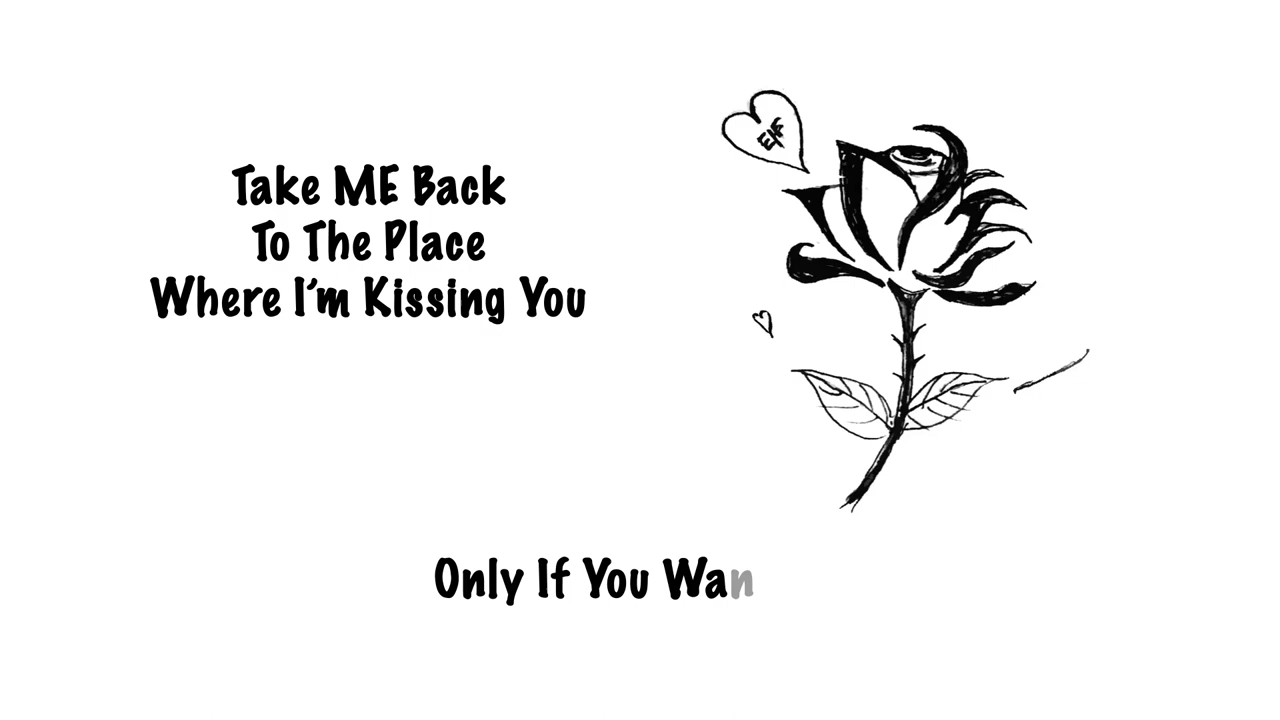 Take ME Back
To The Place
Where I'm Kissing You
Only If You Wan